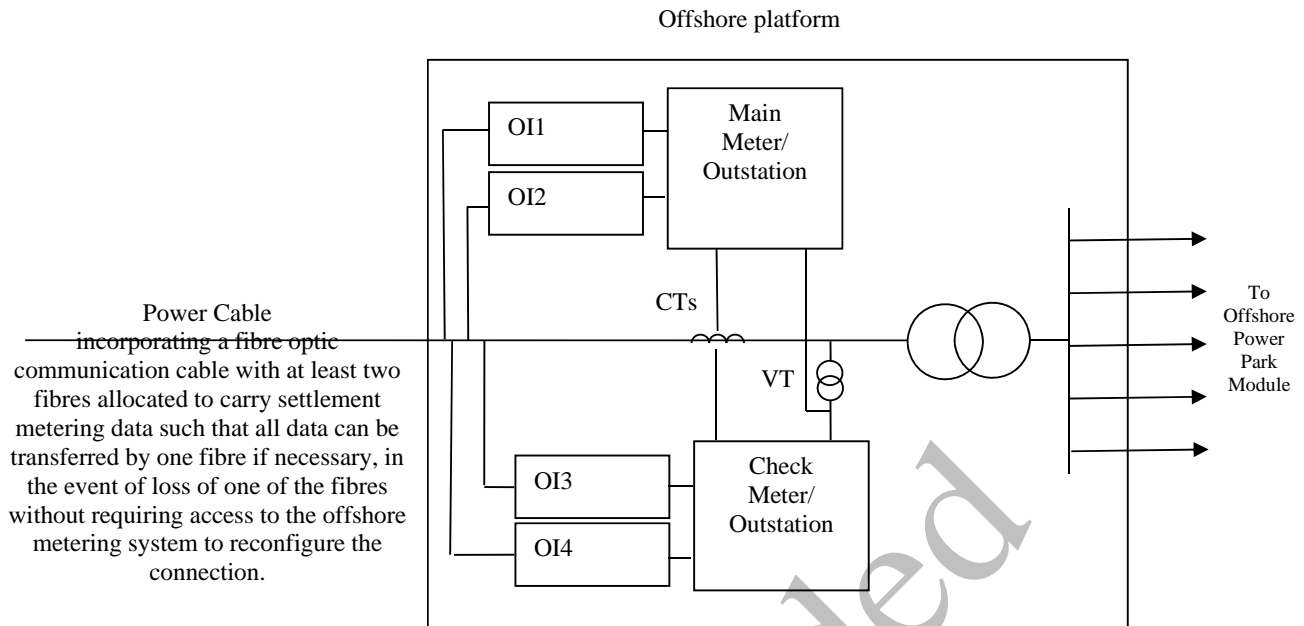 Offshore platform
OI1
Main
Meter/
Outstation
OI2
CTs
Power Cable
incorporating a fibre optic
communication cable with at least two
fibres allocated to carry settlement
metering data such that all data can be
transferred by one fibre if necessary, in
the event of loss of one of the fibres
without requiring access to the offshore
metering system to reconfigure the
connection.
VT
To
Offshore
Power
Park
Module
OI3
Check
Meter/
Outstation
OI4
ded